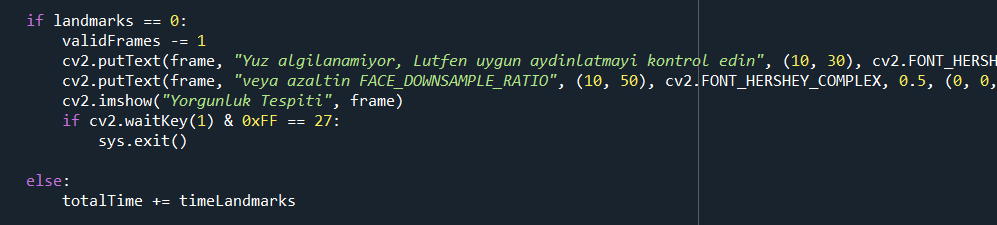 if landmarks == 0:
validFrames -= 1
cv2.putText(frame, "Yuz algilanamiyor, Lutfen uygun aydinlatmayi kontrol edin", (10, 30), cv2.FONT_HERSH
cv2.putText(frame, "veya azaltin FACE_DOWNSAMPLE_RATIO", (10, 50), cv2.FONT_HERSHEY_COMPLEX, 0.5, (0, 0,
cv2.imshow("Yorgunluk Tespiti", frame)
if cv2.waitKey(1) & 0xFF == 27:
sys.exit()
else:
totalTime += timeLandmarks